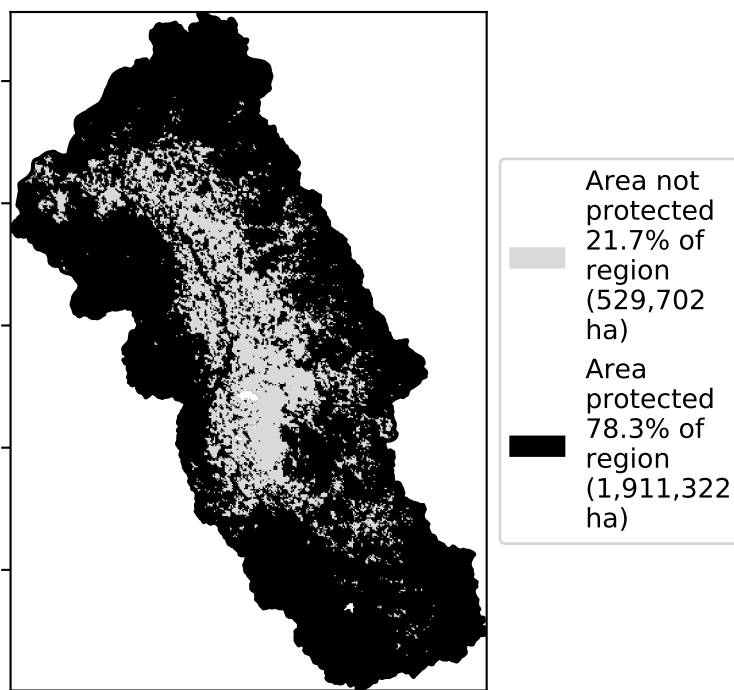 Area not
protected
21.7% of
region
(529,702
ha)
Area
protected
78.3% of
region
(1,911,322
ha)